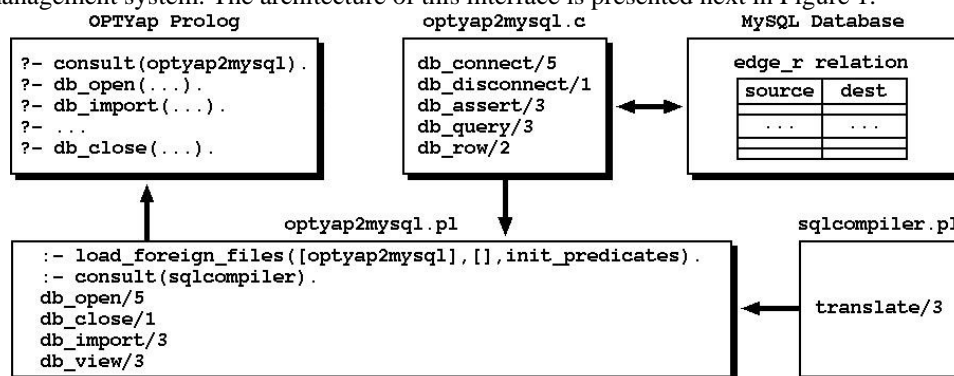 management system. The architecture of this interface is presented next in Figure 1.
OPTYap Prolog
?- consult(optyap2mysql).
?- db_open(...).
?- db_import(...).
?- ...
?- db_close(...).
optyap2mysql.c
db_connect/5
db_disconnect/1
db_assert/3
db_query/3
db_row/2
MySQL Database
edge_r relation
source dest
... ...
optyap2mysql.pl
:- load_foreign_files([optyap2mysql],[],init_predicates).
:- consult(sqlcompiler).
db_open/5
db_close/1
db_import/3
db_view/3
sqlcompiler.pl
translate/3